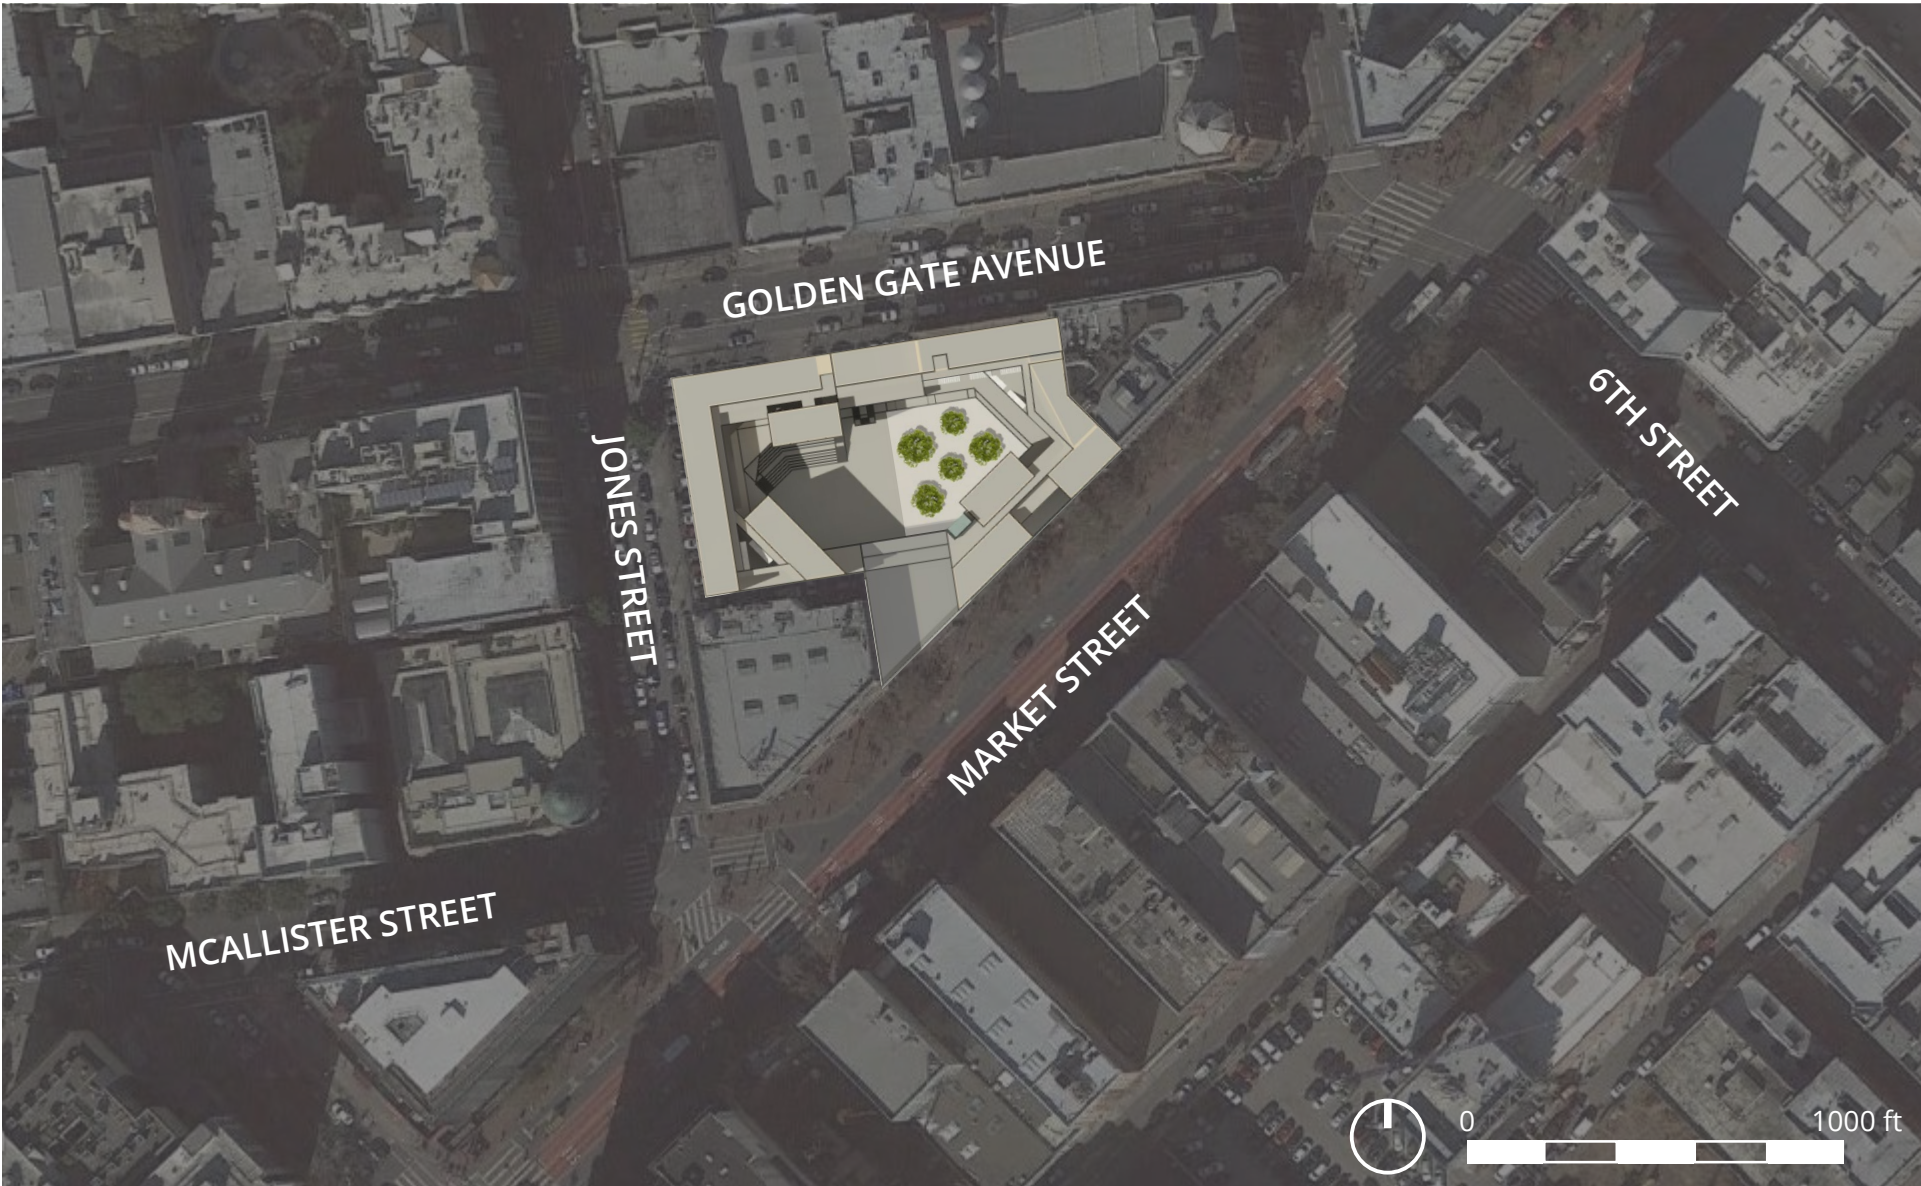 GOLDEN GATE AVENUE
6TH STREET
JONES STREET
MARKET STREET
MCALLISTER STREET
0 1000 ft